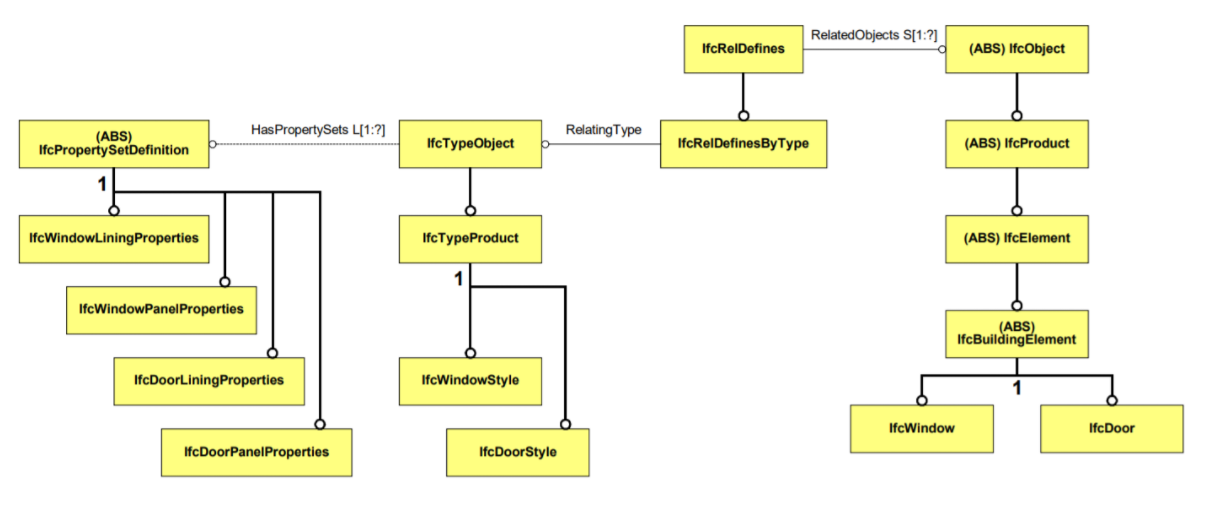 IfcRelDefines
RelatedObjects S[1:?]
(ABS) IfcObject
(ABS)
IfcPropertySetDefinition
HasPropertySets L[1:?]
IfcTypeObject
RelatingType
IfcRelDefinesByType
(ABS) IfcProduct
1
IfcWindowLiningProperties
IfcTypeProduct
(ABS) IfcElement
1
IfcWindowPanelProperties
(ABS)
IfcBuildingElement
IfcDoorLiningProperties
IfcWindowStyle
1
IfcWindow
IfcDoor
IfcDoorPanelProperties
IfcDoorStyle